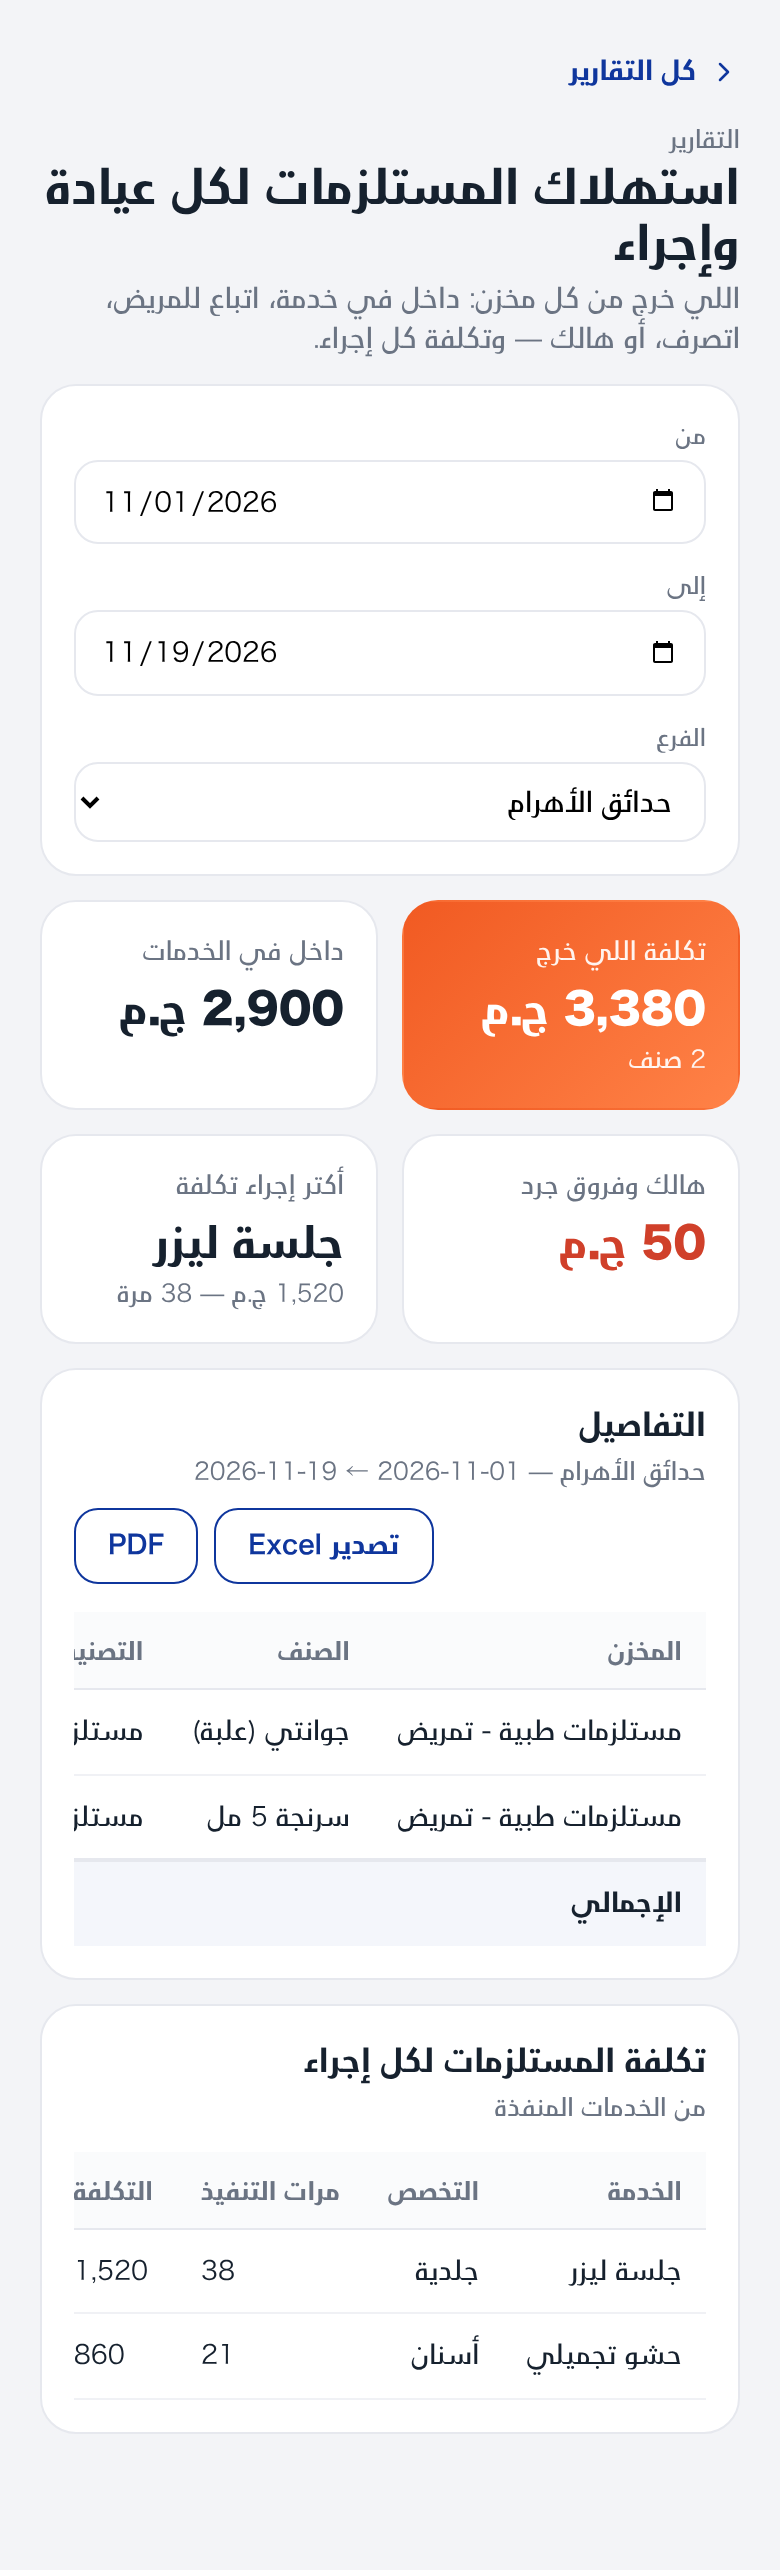 كل التقارير
التقارير
استهلاك المستلزمات لكل عيادة
وإجراء
اللي خرج من كل مخزن: داخل في خدمة، اتباع للمريض،
اتصرف، أو هالك — وتكلفة كل إجراء.
من
11/01/2026
إلى
11/19/2026
الفرع
حدائق الأهرام
تكلفة اللي خرج
3,380 ج.م
2 صنف
داخل في الخدمات
2,900 ج.م
هالك وفروق جرد
50 ج.م
أكتر إجراء تكلفة
جلسة ليزر
1,520 ج.م — 38 مرة
التفاصيل
حدائق الأهرام — 2026-11-01 ← 2026-11-19
تصدير Excel
PDF
المخزن الصنف
مستلزمات طبية - تمريض جوانتي (علبة)
مستلزمات طبية - تمريض سرنجة 5 مل
الإجمالي
تكلفة المستلزمات لكل إجراء
من الخدمات المنفذة
الخدمة التخصص مرات التنفيذ التكلفة
جلسة ليزر جلدية 38 1,520
حشو تجميلي أسنان 21 860